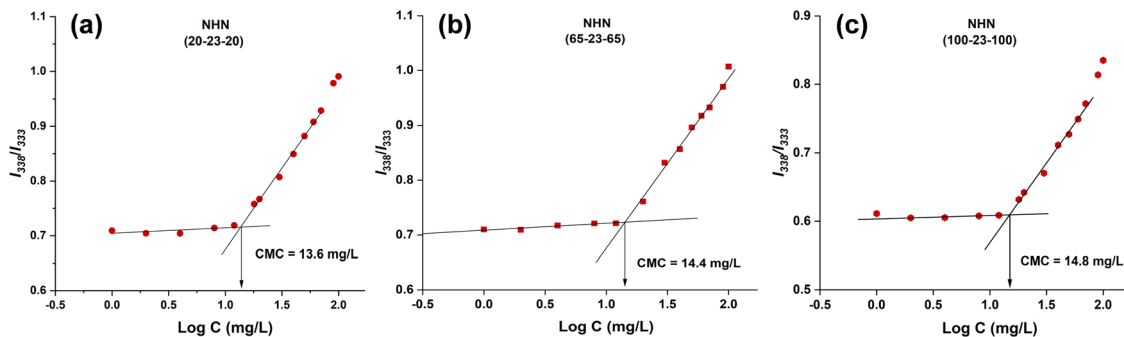 (a)
NHN
(20-23-20)
I338/I333
1.1
1.0
0.9
0.8
0.7
0.6
CMC = 13.6 mg/L
-0.5 0.0 0.5 1.0 1.5 2.0
Log C (mg/L)
(b)
NHN
(65-23-65)
I338/I333
1.1
1.0
0.9
0.8
0.7
0.6
CMC = 14.4 mg/L
-0.5 0.0 0.5 1.0 1.5 2.0
Log C (mg/L)
(c)
NHN
(100-23-100)
I338/I333
0.9
0.8
0.7
0.6
0.5
CMC = 14.8 mg/L
-0.5 0.0 0.5 1.0 1.5 2.0
Log C (mg/L)